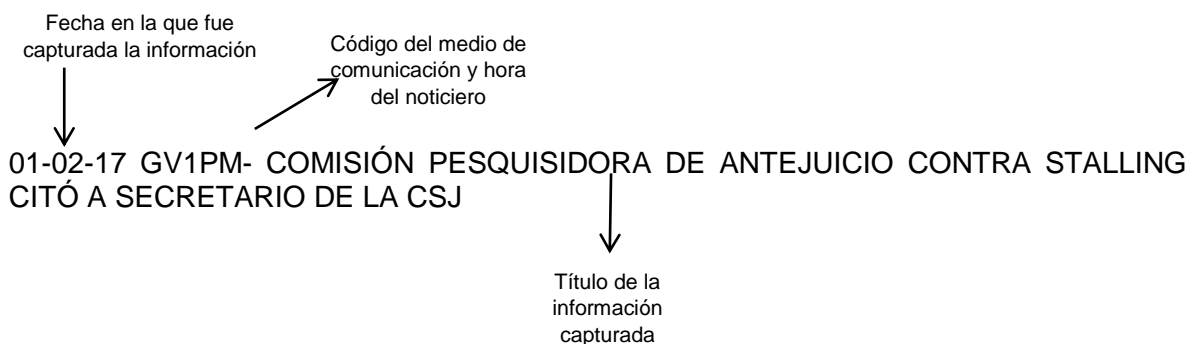 Fecha en la que fue
capturada la información
Código del medio de
comunicación y hora
del noticiero
01-02-17 GV1PM- COMISIÓN PESQUISIDORA DE ANTEJUICIO CONTRA STALLING
CITÓ A SECRETARIO DE LA CSJ
Título de la
información
capturada